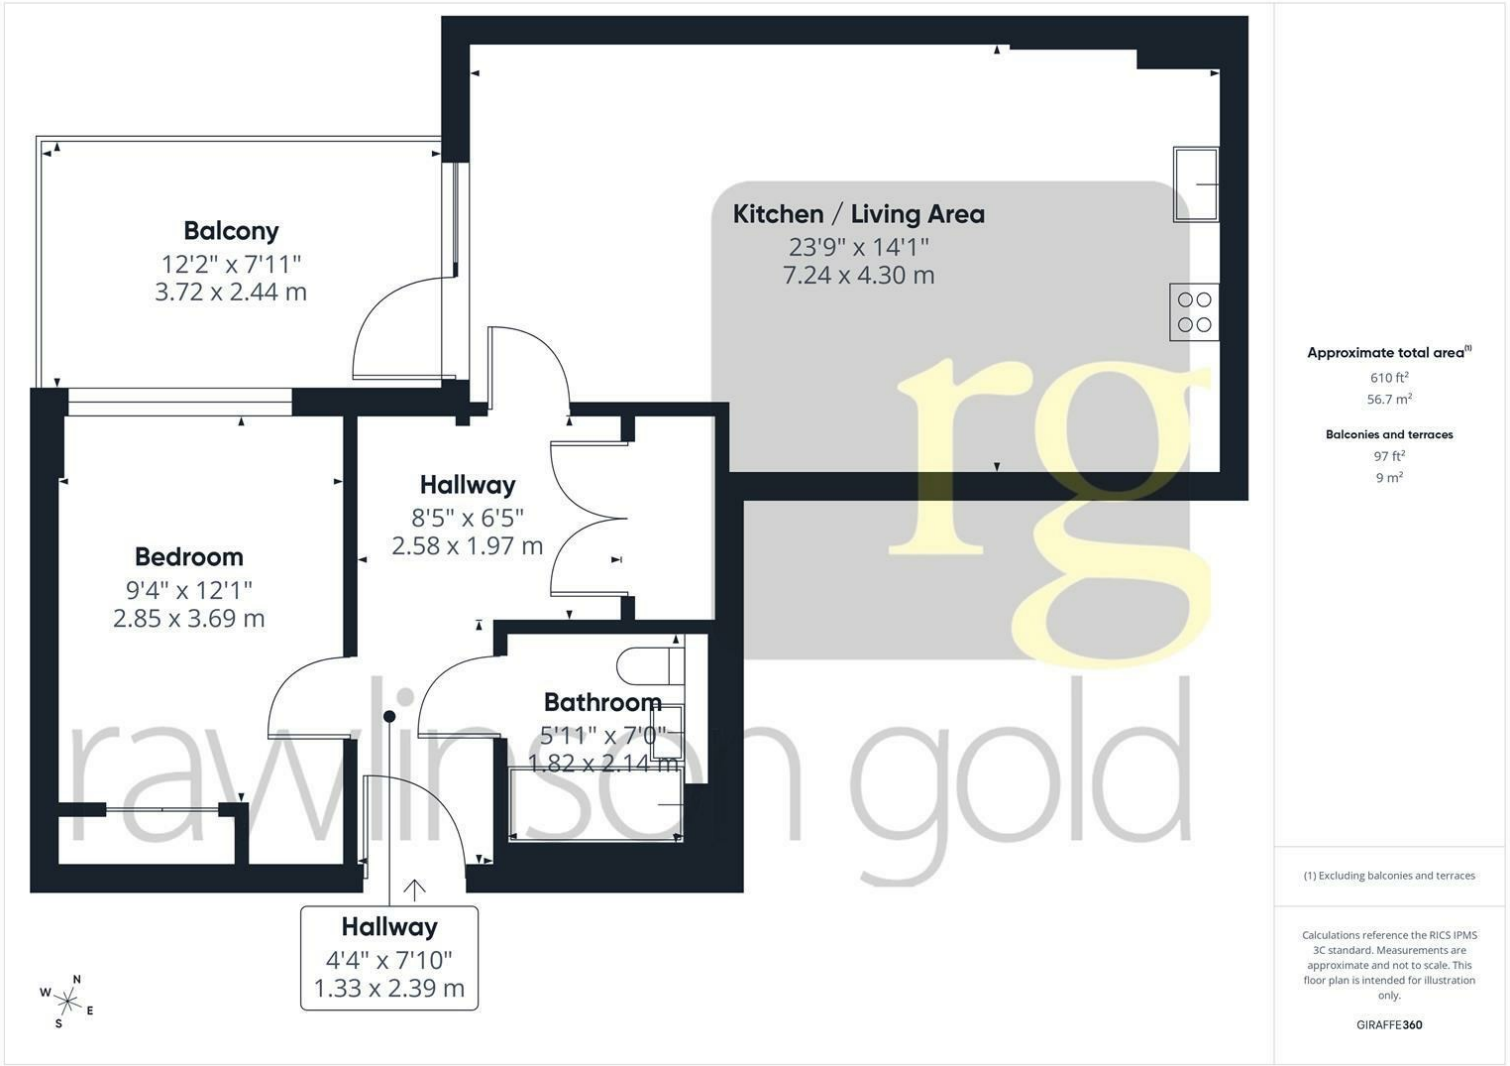 Balcony
12'2" x 7'11"
3.72 x 2.44 m
Kitchen / Living Area
23'9" x 14'1"
7.24 x 4.30 m
rg
Hallway
8'5" x 6'5"
2.58 x 1.97 m
Bedroom
9'4" x 12'1"
2.85 x 3.69 m
Bathroom
5'11" x 7'0"
1.82 x 2.14 m
rawlinson gold
Hallway
4'4" x 7'10"
1.33 x 2.39 m
N
W
E
S
Approximate total area(1)
610 ft²
56.7 m²
Balconies and terraces
97 ft²
9 m²
(1) Excluding balconies and terraces
Calculations reference the RICS IPMS
3C standard. Measurements are
approximate and not to scale. This
floor plan is intended for illustration
only.
GIRAFFE360